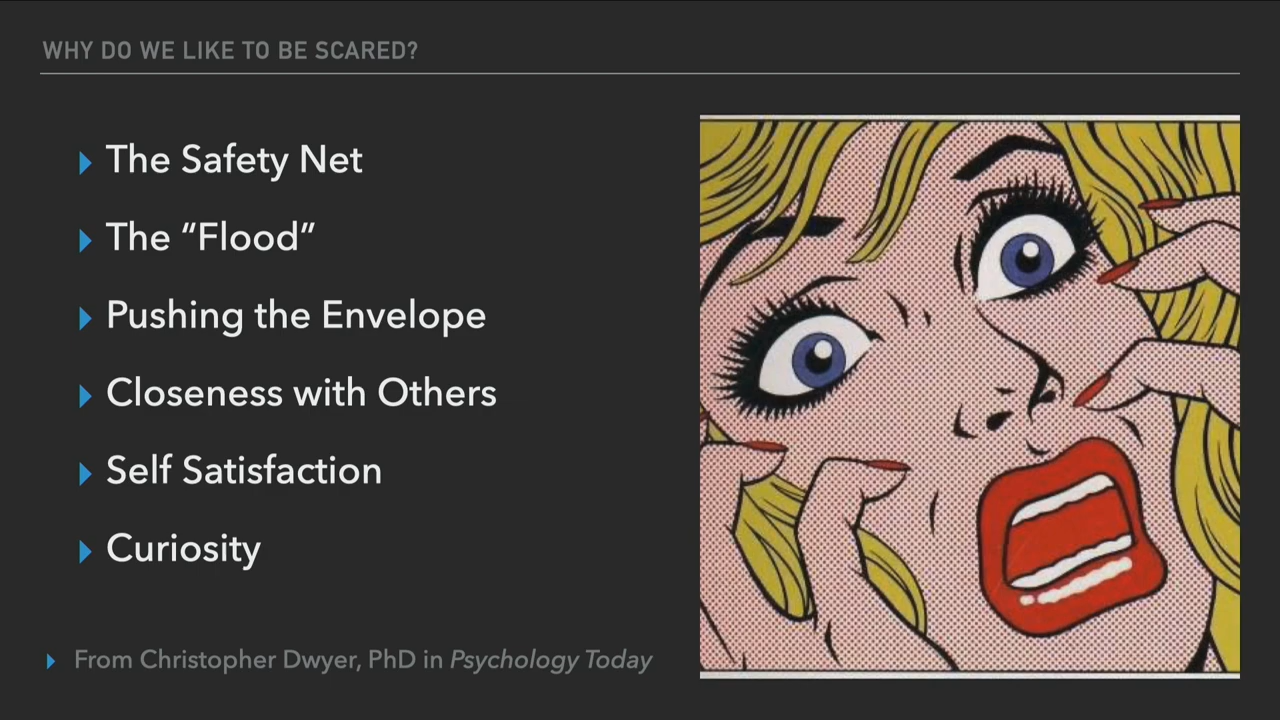 WHY DO WE LIKE TO BE SCARED?
The Safety Net
The “Flood”
Pushing the Envelope
Closeness with Others
Self Satisfaction
Curiosity
From Christopher Dwyer, PhD in Psychology Today